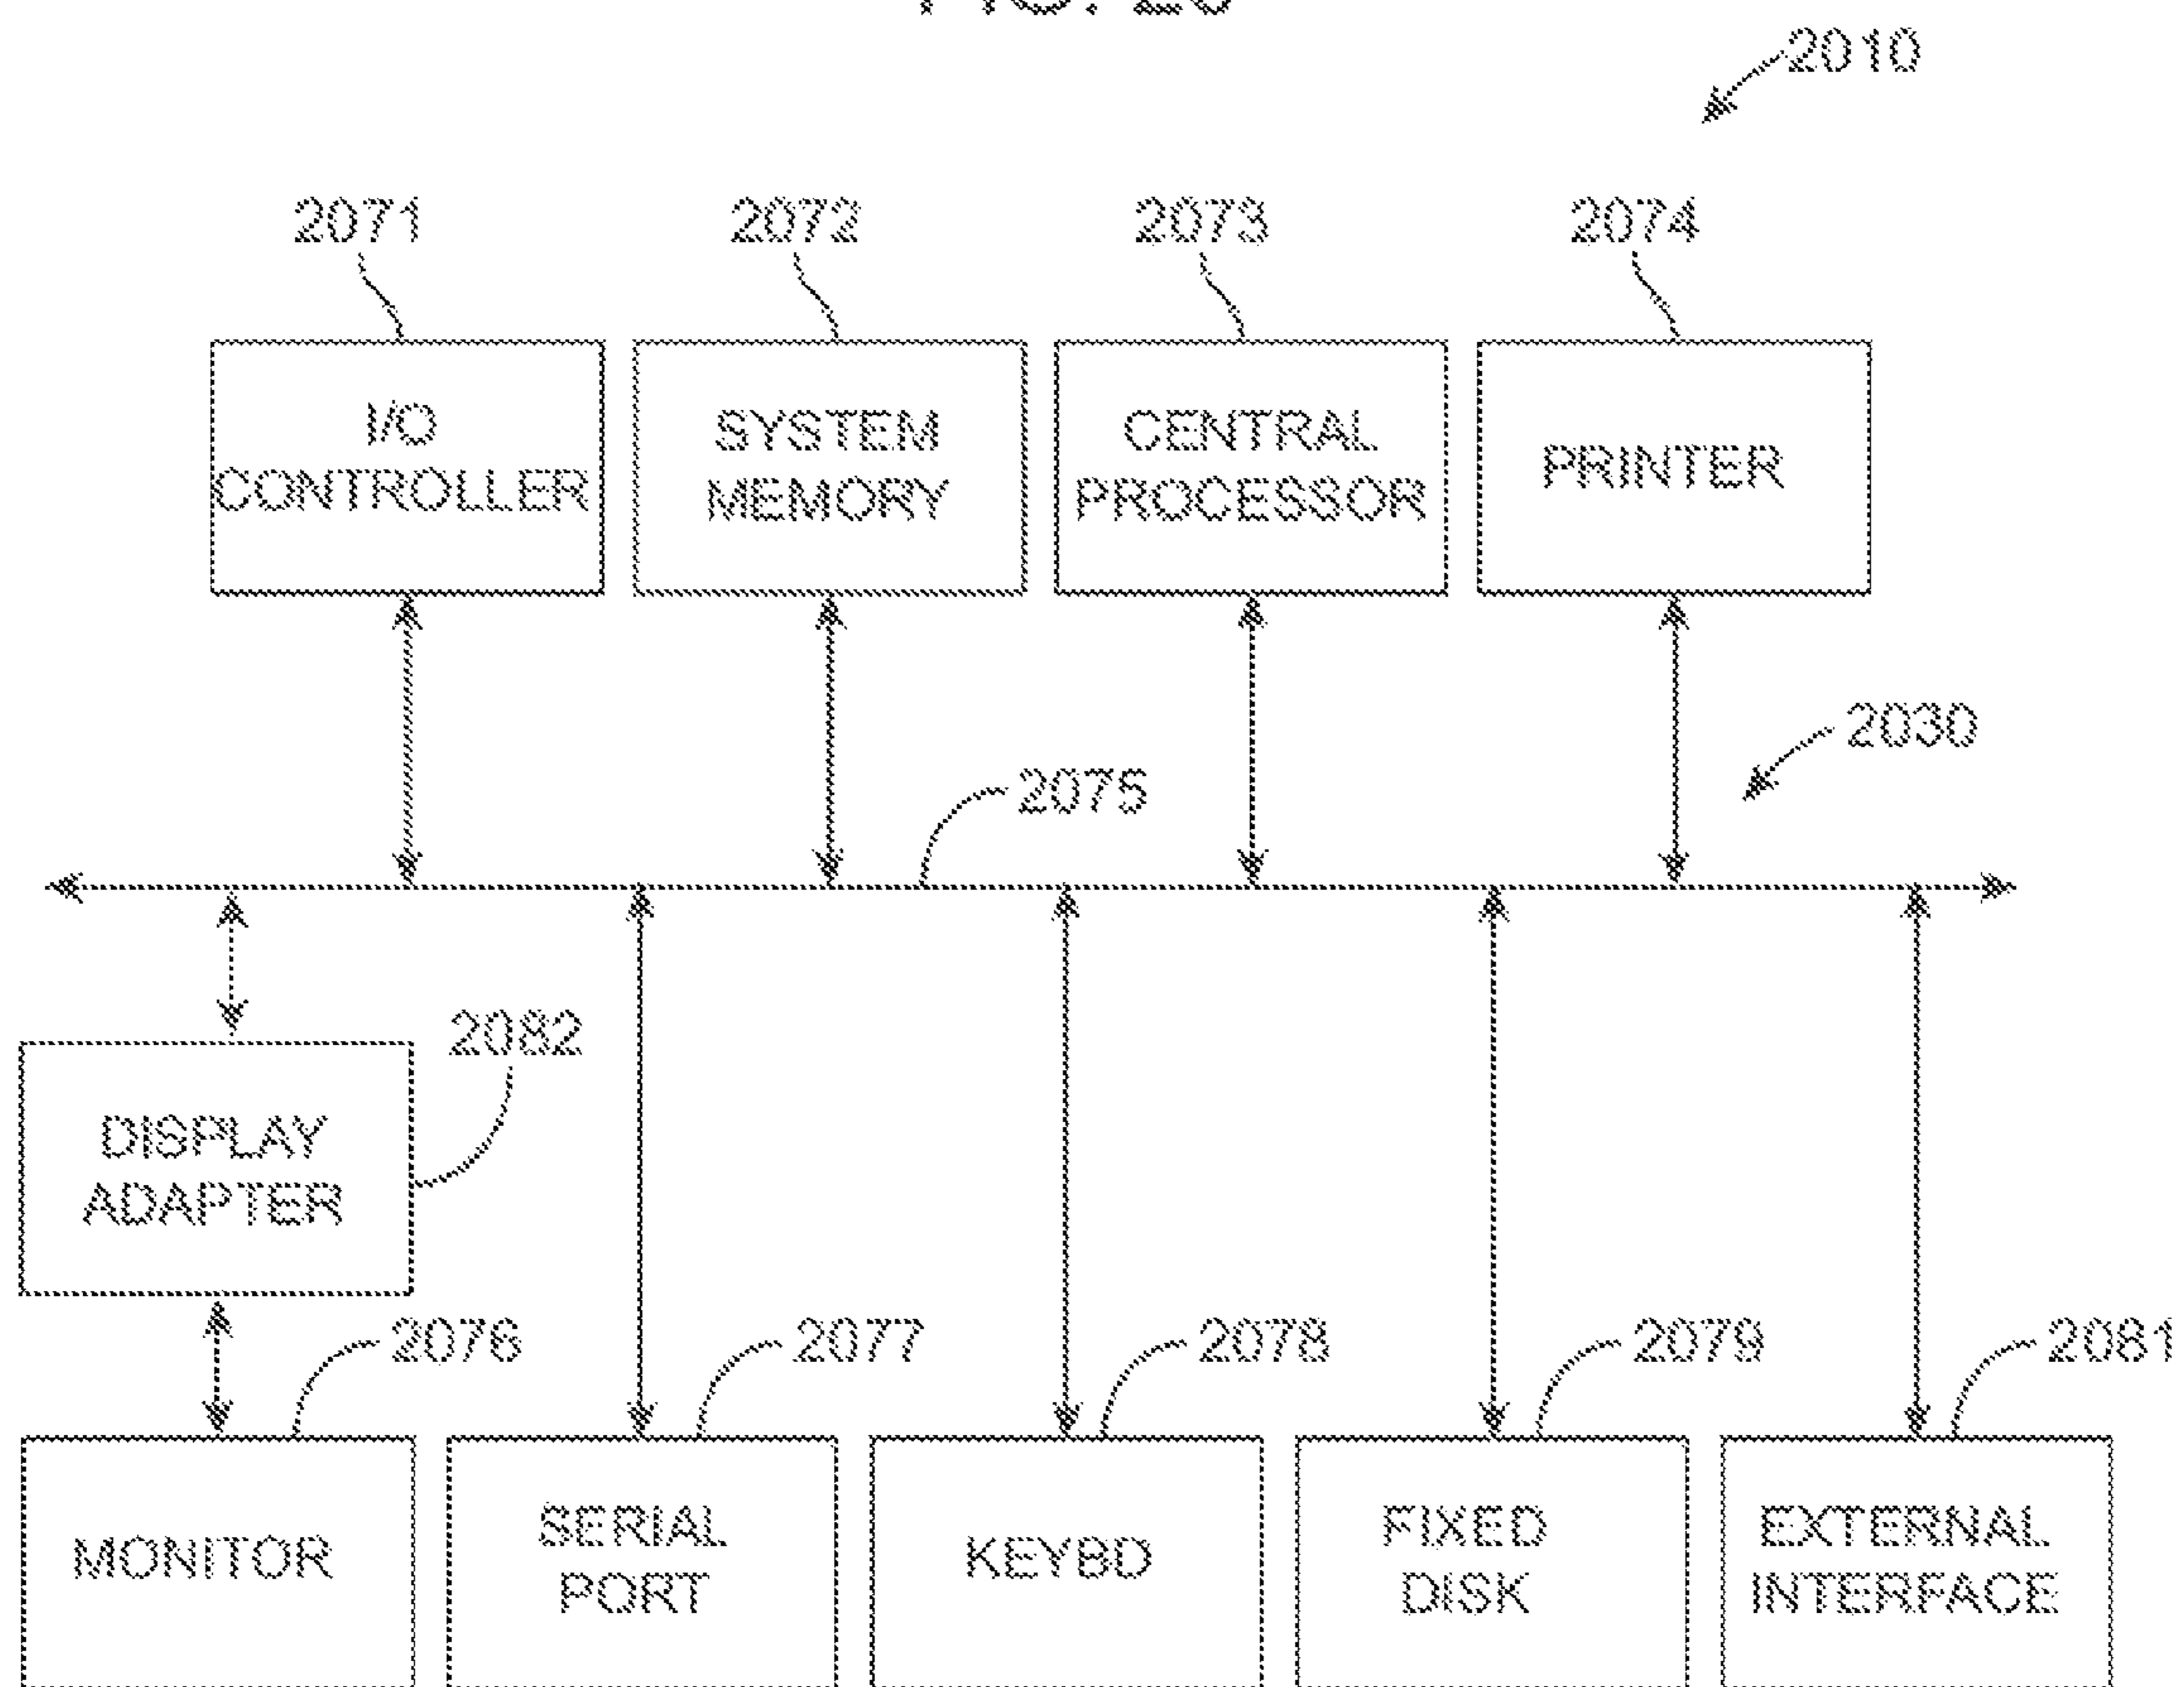 2010
2071
2072
2073
2074
I/O
CONTROLLER
SYSTEM
MEMORY
CENTRAL
PROCESSOR
PRINTER
2030
2075
2082
DISPLAY
ADAPTER
2076
2077
2078
2079
2081
MONITOR
SERIAL
PORT
KEYBD
FIXED
DISK
EXTERNAL
INTERFACE